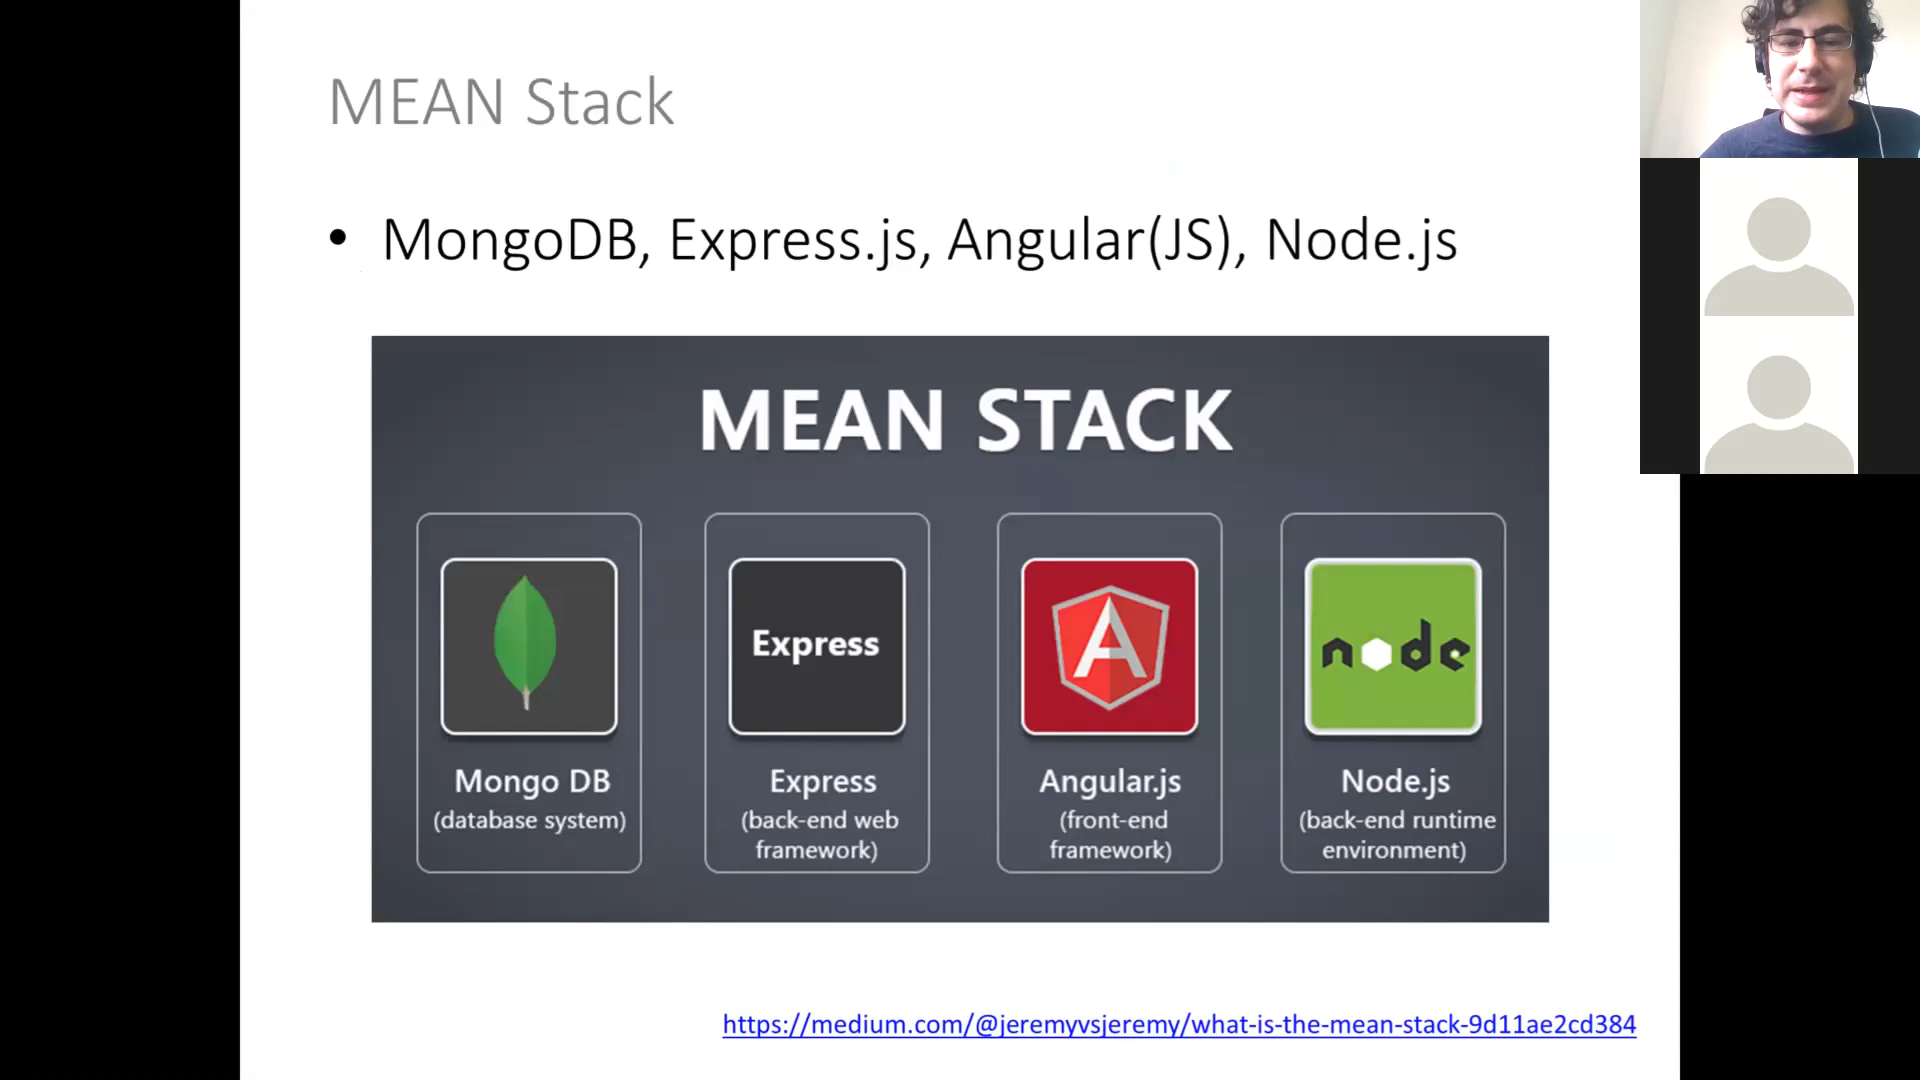 MEAN Stack
• MongoDB, Express.js, Angular(JS), Node.js
MEAN STACK
Express
node
Mongo DB
(database system)
Express
(back-end web
framework)
Angular.js
(front-end
framework)
Node.js
(back-end runtime
environment)
https://medium.com/@jeremyvsjeremy/what-is-the-mean-stack-9d11ae2cd384